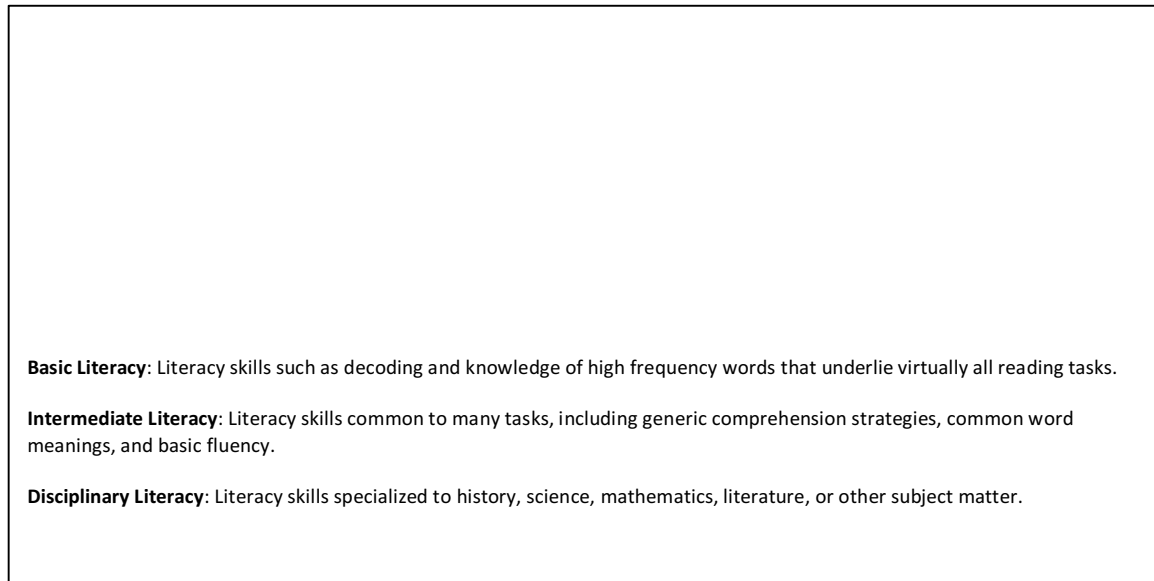 Basic Literacy: Literacy skills such as decoding and knowledge of high frequency words that underlie virtually all reading tasks.
Intermediate Literacy: Literacy skills common to many tasks, including generic comprehension strategies, common word
meanings, and basic fluency.
Disciplinary Literacy: Literacy skills specialized to history, science, mathematics, literature, or other subject matter.